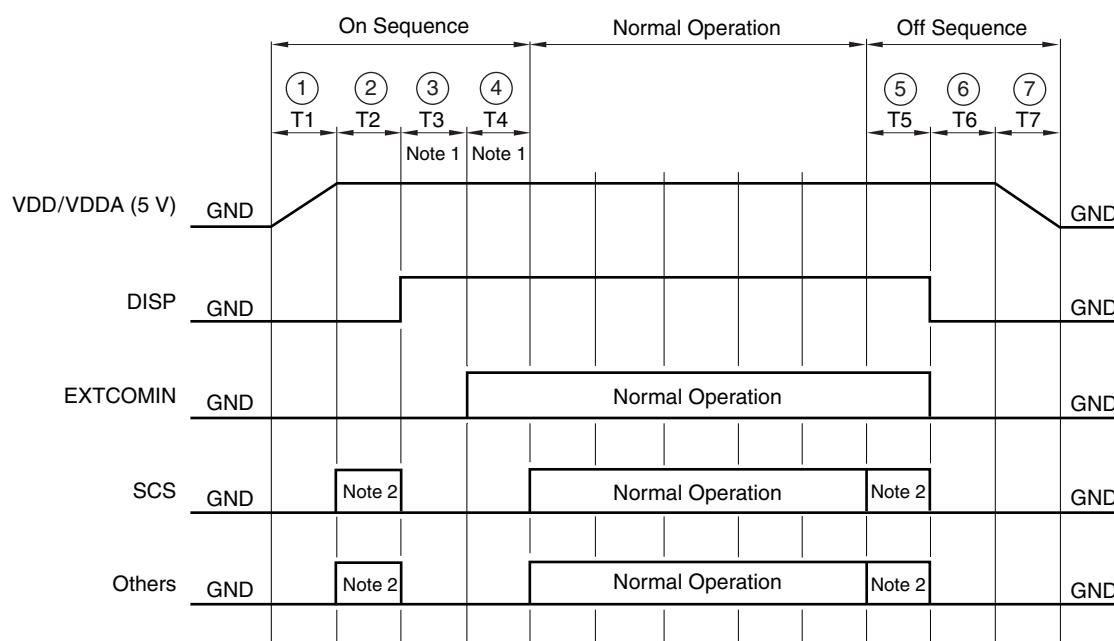 On Sequence Normal Operation Off Sequence
1 2 3 4 5 6 7
T1 T2 T3 T4 T5 T6 T7
Note 1 Note 1
VDD/VDDA (5 V) GND GND
DISP GND GND
EXTCOMIN GND Normal Operation GND
SCS GND Note 2 Normal Operation Note 2 GND
Others GND Note 2 Normal Operation Note 2 GND